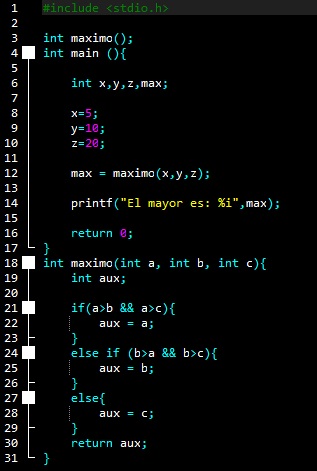 1 #include <stdio.h>
2
3 int maximo();
4 int main (){
5
6 int x,y,z,max;
7
8 x=5;
9 y=10;
10 z=20;
11
12 max = maximo(x,y,z);
13
14 printf("El mayor es: %i",max);
15
16 return 0;
17 }
18 int maximo(int a, int b, int c){
19 int aux;
20
21 if(a>b && a>c){
22 aux = a;
23 }
24 else if (b>a && b>c){
25 aux = b;
26 }
27 else{
28 aux = c;
29 }
30 return aux;
31 }